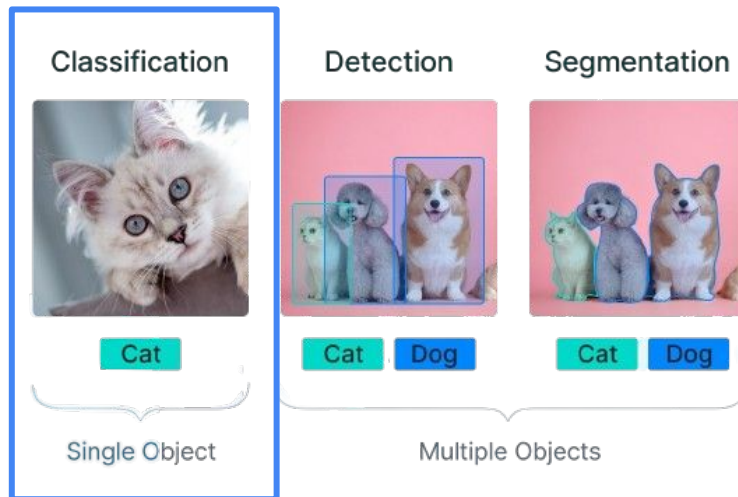 Classification
Detection
Segmentation
Cat
Cat
Dog
Cat
Dog
Single Object
Multiple Objects